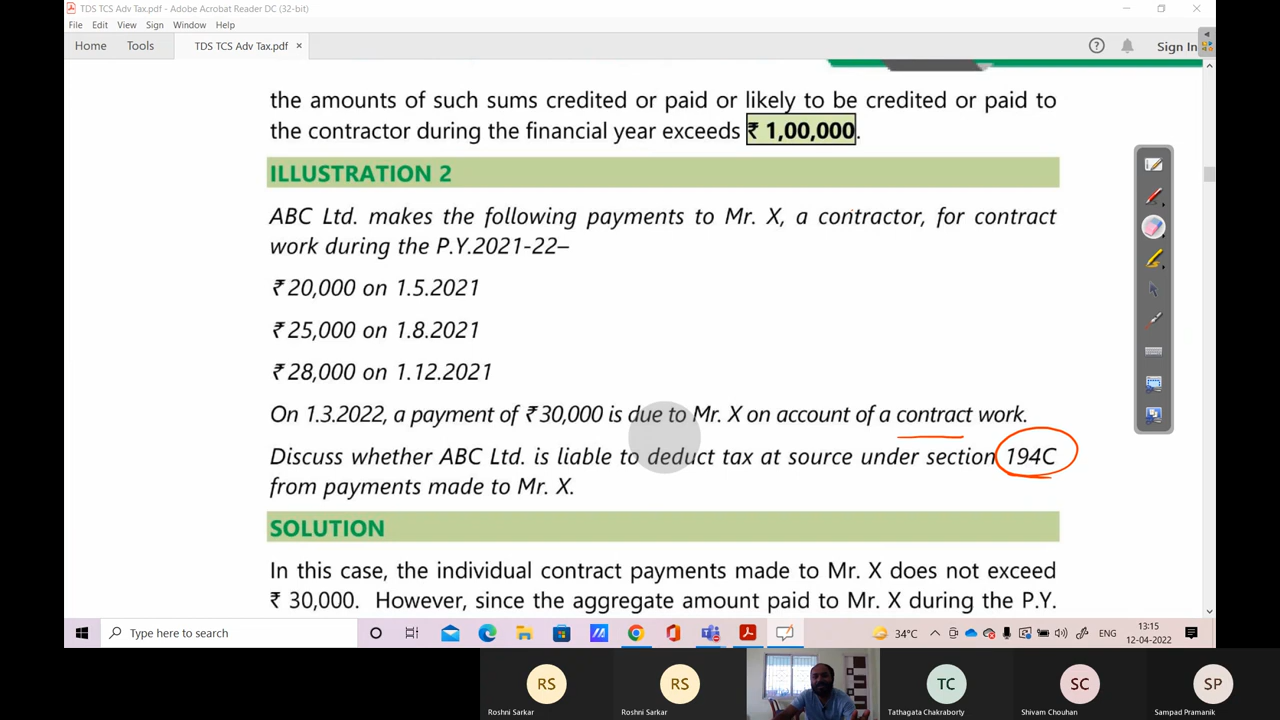 TDS TCS Adv Tax.pdf - Adobe Acrobat Reader DC (32-bit)
File Edit View Sign Window Help
Home Tools TDS TCS Adv Tax.pdf × Sign In
the amounts of such sums credited or paid or likely to be credited or paid to
the contractor during the financial year exceeds ₹ 1,00,000.
ILLUSTRATION 2
ABC Ltd. makes the following payments to Mr. X, a contractor, for contract
work during the P.Y.2021-22–
₹ 20,000 on 1.5.2021
₹ 25,000 on 1.8.2021
₹ 28,000 on 1.12.2021
On 1.3.2022, a payment of ₹ 30,000 is due to Mr. X on account of a contract work.
Discuss whether ABC Ltd. is liable to deduct tax at source under section 194C
from payments made to Mr. X.
SOLUTION
In this case, the individual contract payments made to Mr. X does not exceed
₹ 30,000. However, since the aggregate amount paid to Mr. X during the P.Y.
Type here to search
34°C
ENG
13:15
12-04-2022
RS RS TC SC SP
Roshni Sarkar Roshni Sarkar Tathagata Chakraborty Shivam Chouhan Sampad Pramanik